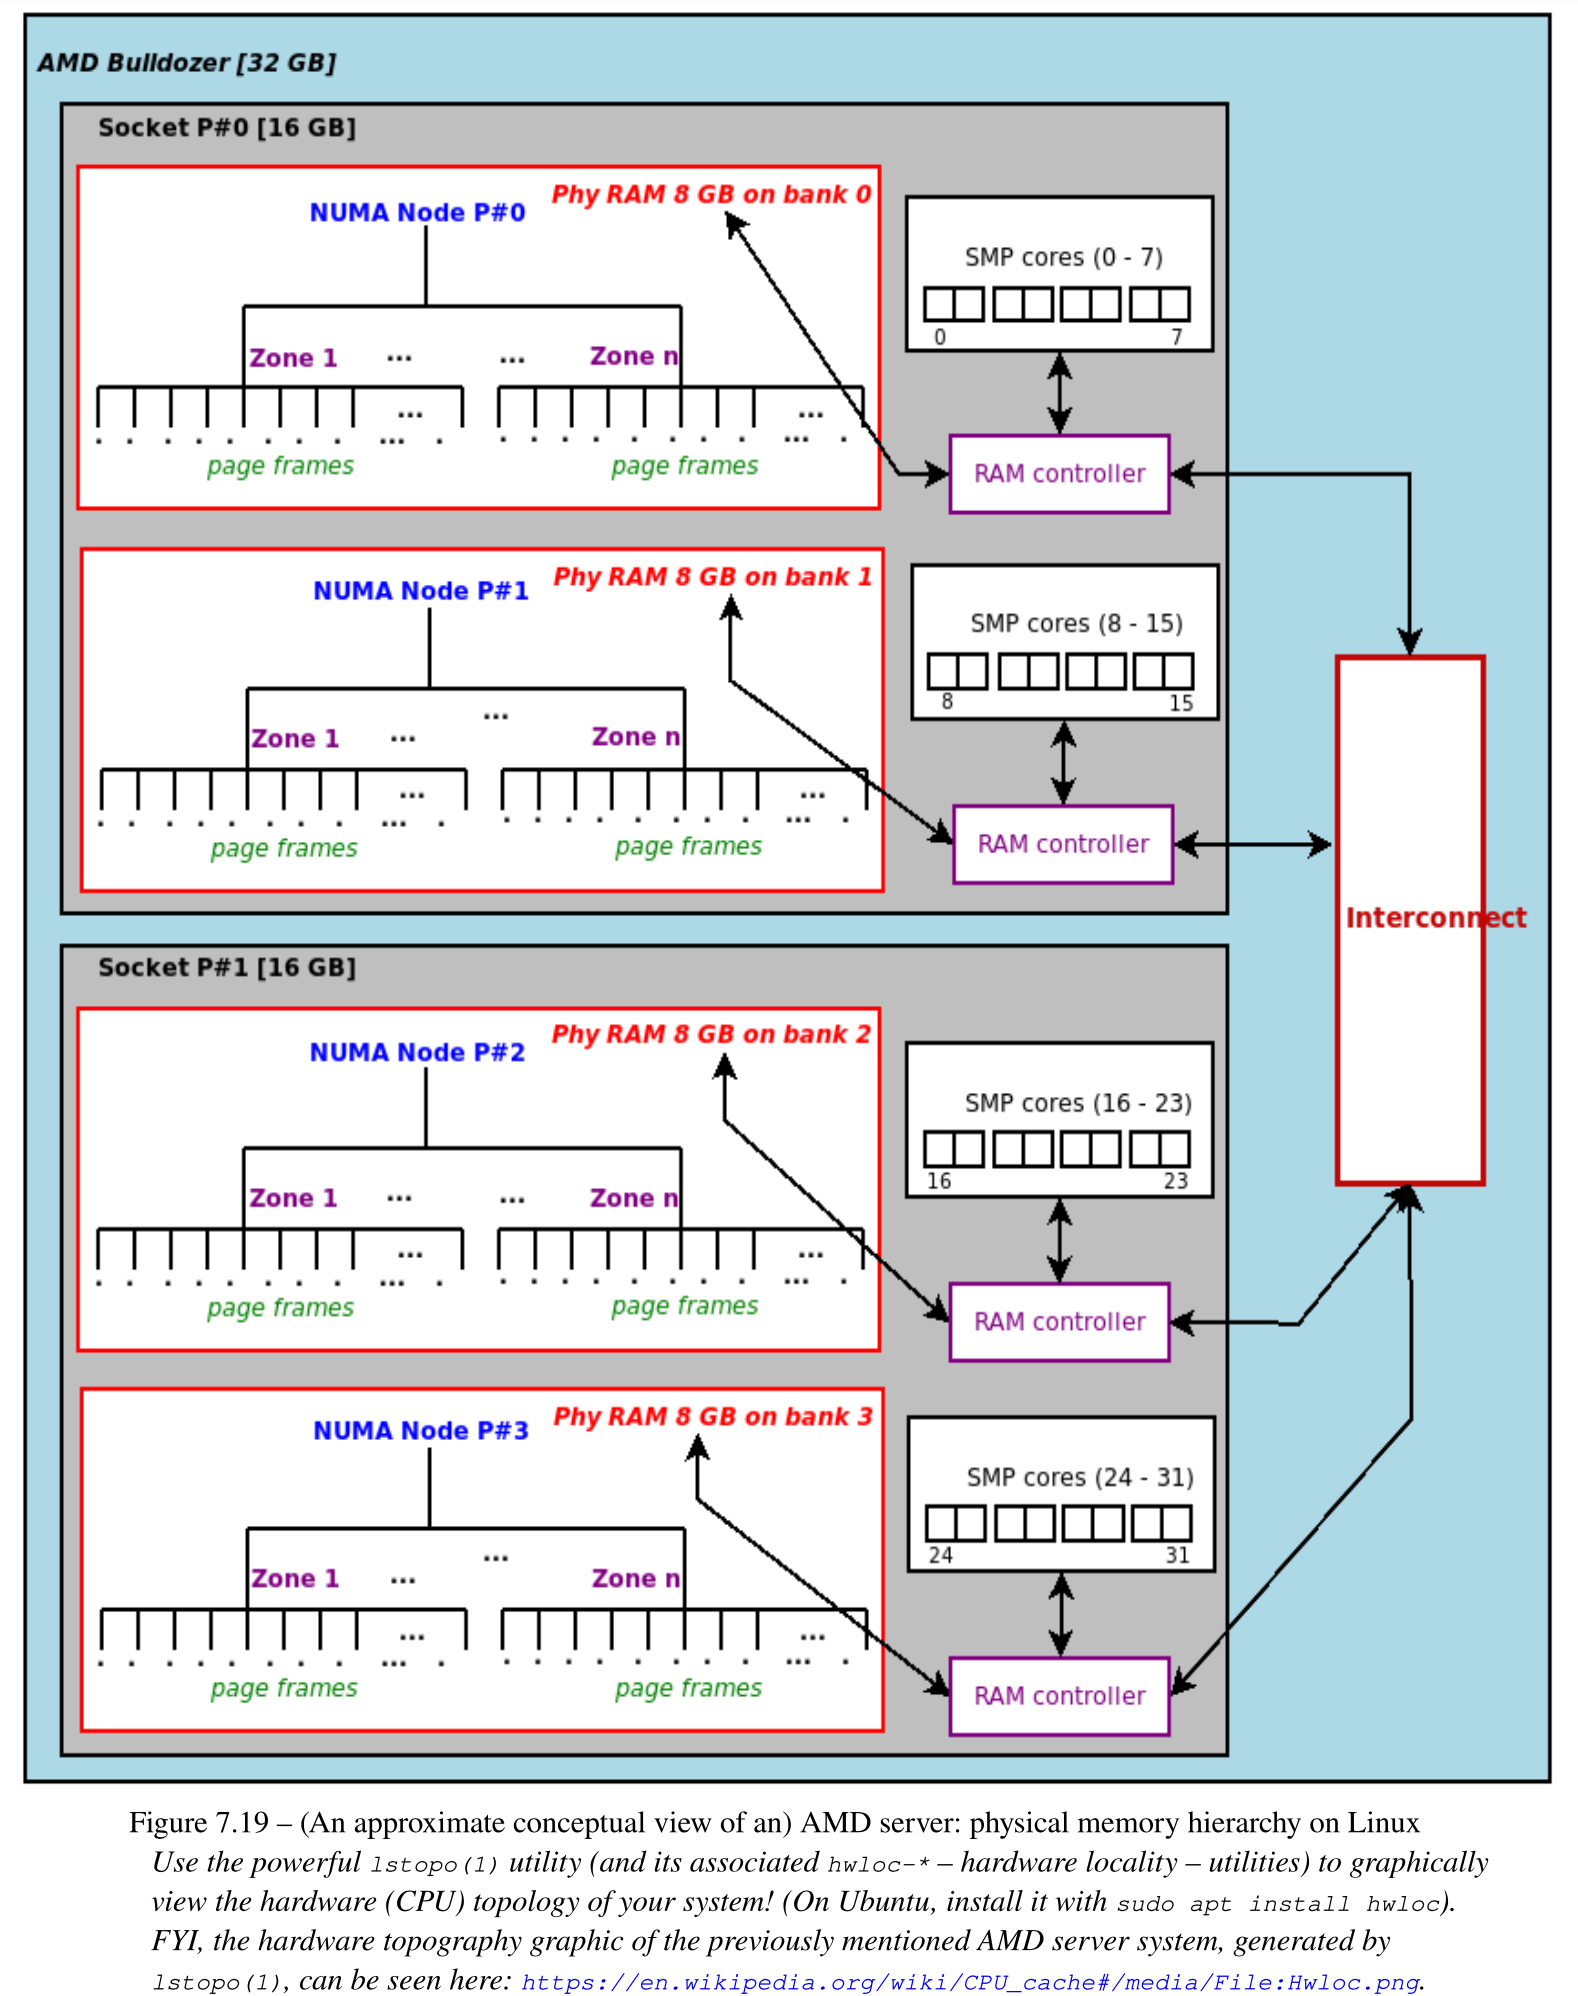 AMD Bulldozer [32 GB]
Socket P#0 [16 GB]
NUMA Node P#0
Phy RAM 8 GB on bank 0
SMP cores (0 - 7)
0
7
Zone 1
...
...
Zone n
...
...
...
...
page frames
page frames
RAM controller
NUMA Node P#1
Phy RAM 8 GB on bank 1
SMP cores (8 - 15)
8
15
...
Zone 1
...
Zone n
...
...
...
...
page frames
page frames
RAM controller
Interconnect
Socket P#1 [16 GB]
NUMA Node P#2
Phy RAM 8 GB on bank 2
SMP cores (16 - 23)
16
23
Zone 1
...
...
Zone n
...
...
...
...
page frames
page frames
RAM controller
NUMA Node P#3
Phy RAM 8 GB on bank 3
SMP cores (24 - 31)
24
31
...
Zone 1
...
Zone n
...
...
...
...
page frames
page frames
RAM controller
Figure 7.19 – (An approximate conceptual view of an) AMD server: physical memory hierarchy on Linux
Use the powerful lstopo(1) utility (and its associated hwloc-* – hardware locality – utilities) to graphically
view the hardware (CPU) topology of your system! (On Ubuntu, install it with sudo apt install hwloc).
FYI, the hardware topography graphic of the previously mentioned AMD server system, generated by
lstopo(1), can be seen here: https://en.wikipedia.org/wiki/CPU_cache#/media/File:Hwloc.png.